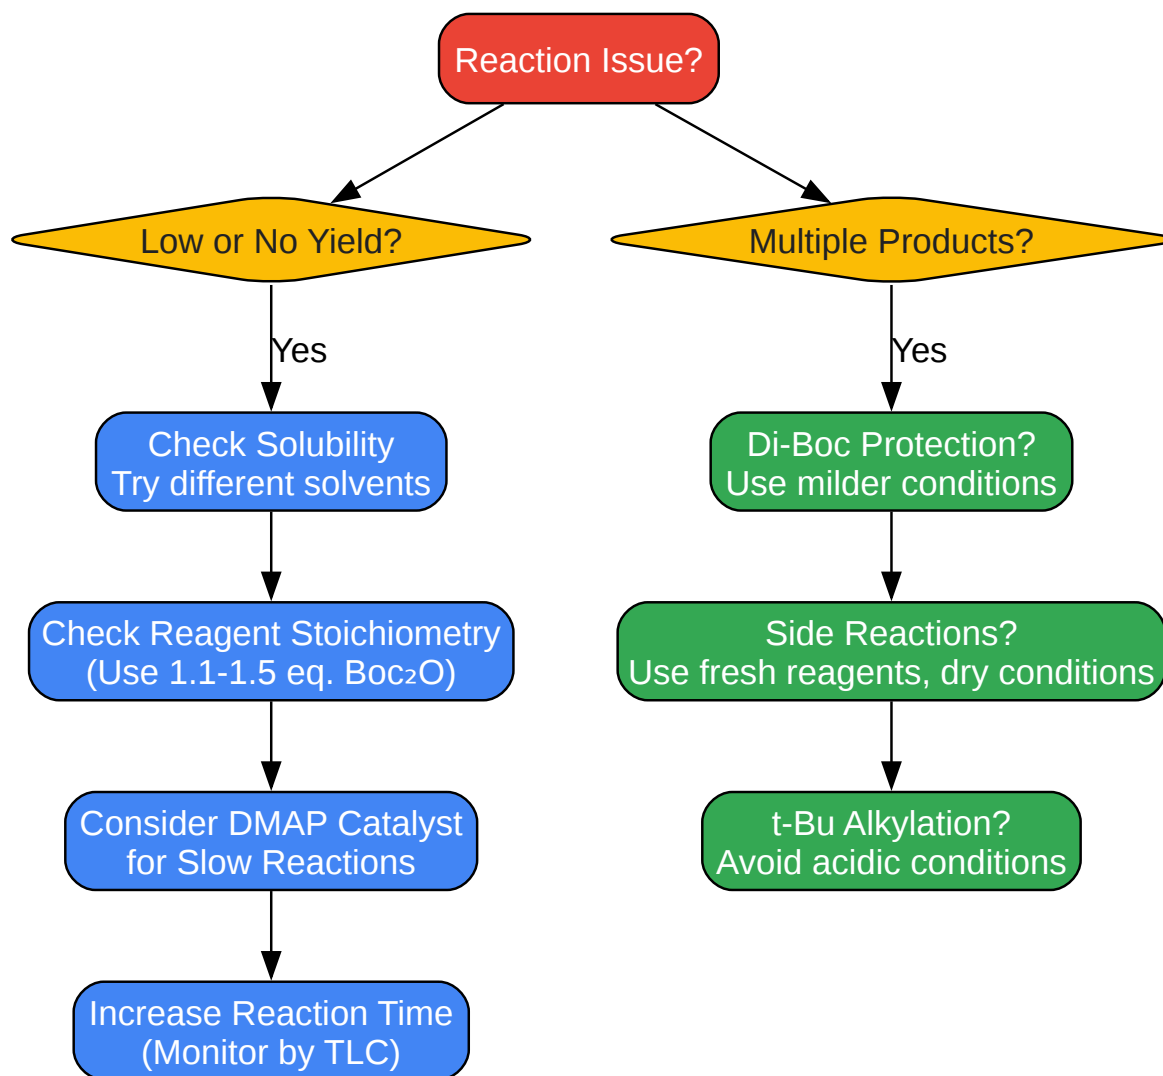 Reaction Issue?
Low or No Yield?
Multiple Products?
Yes
Yes
Check Solubility
Try different solvents
Di-Boc Protection?
Use milder conditions
Check Reagent Stoichiometry
(Use 1.1-1.5 eq. Boc₂O)
Side Reactions?
Use fresh reagents, dry conditions
Consider DMAP Catalyst
for Slow Reactions
t-Bu Alkylation?
Avoid acidic conditions
Increase Reaction Time
(Monitor by TLC)